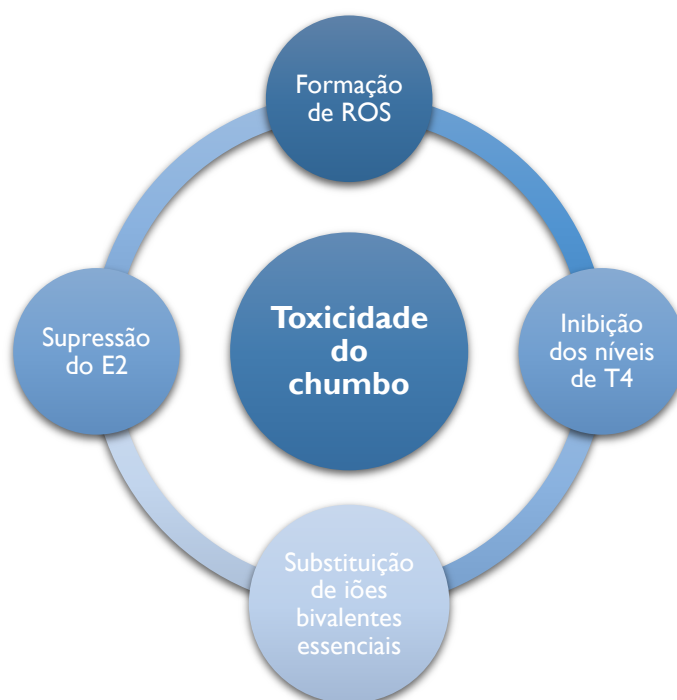 Formação
de ROS
Toxicidade
do
chumbo
Inibição
dos níveis
de T4
Substituição
de iões
bivalentes
essenciais
Supressão
do E2